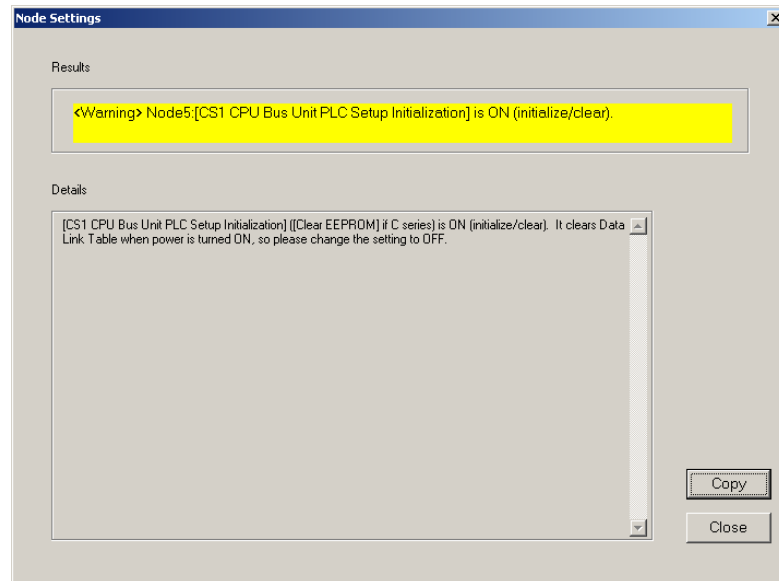 Node Settings
Results
<Warning> Node5:[CS1 CPU Bus Unit PLC Setup Initialization] is ON (initialize/clear).
Details
[CS1 CPU Bus Unit PLC Setup Initialization] ([Clear EEPROM] if C series) is ON (initialize/clear). It clears Data
Link Table when power is turned ON, so please change the setting to OFF.
Copy
Close